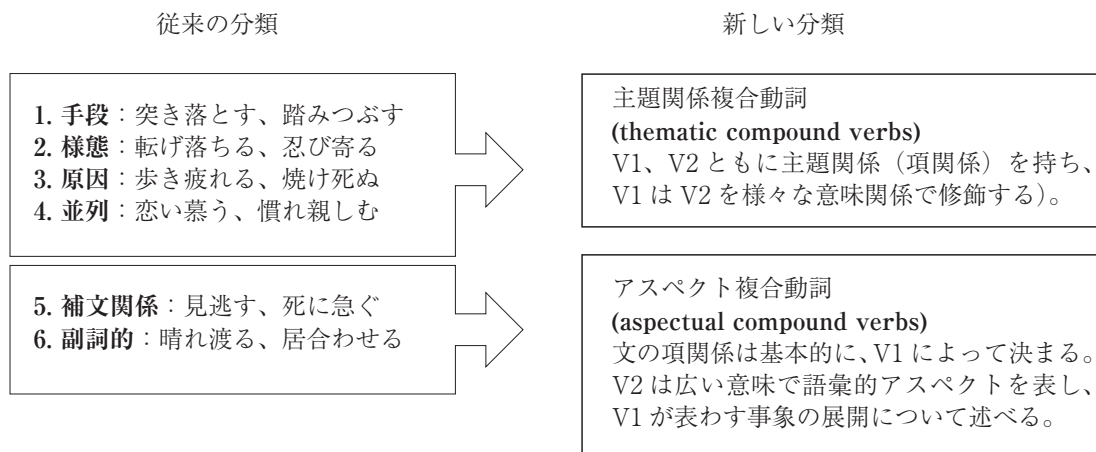 従来の分類
新しい分類
1. 手段：突き落とす、踏みつぶす
2. 様態：転げ落ちる、忍び寄る
3. 原因：歩き疲れる、焼け死ぬ
4. 並列：恋い慕う、慣れ親しむ
主題関係複合動詞
(thematic compound verbs)
V1、V2 ともに主題関係（項関係）を持ち、
V1 は V2 を様々な意味関係で修飾する）。
5. 補文関係：見逃す、死に急ぐ
6. 副詞的：晴れ渡る、居合わせる
アスペクト複合動詞
(aspectual compound verbs)
文の項関係は基本的に、V1 によって決まる。
V2 は広い意味で語彙的アスペクトを表し、
V1 が表わす事象の展開について述べる。